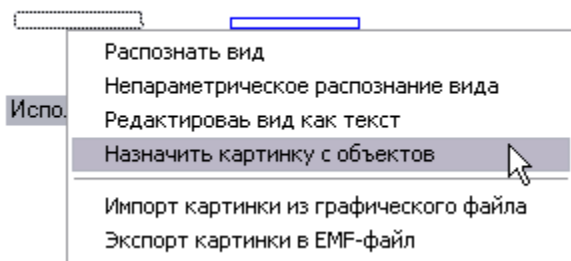 Распознать вид
Непараметрическое распознание вида
Испо.
Редактироваь вид как текст
Назначить картинку с объектов
Импорт картинки из графического файла
Экспорт картинки в EMF-файл